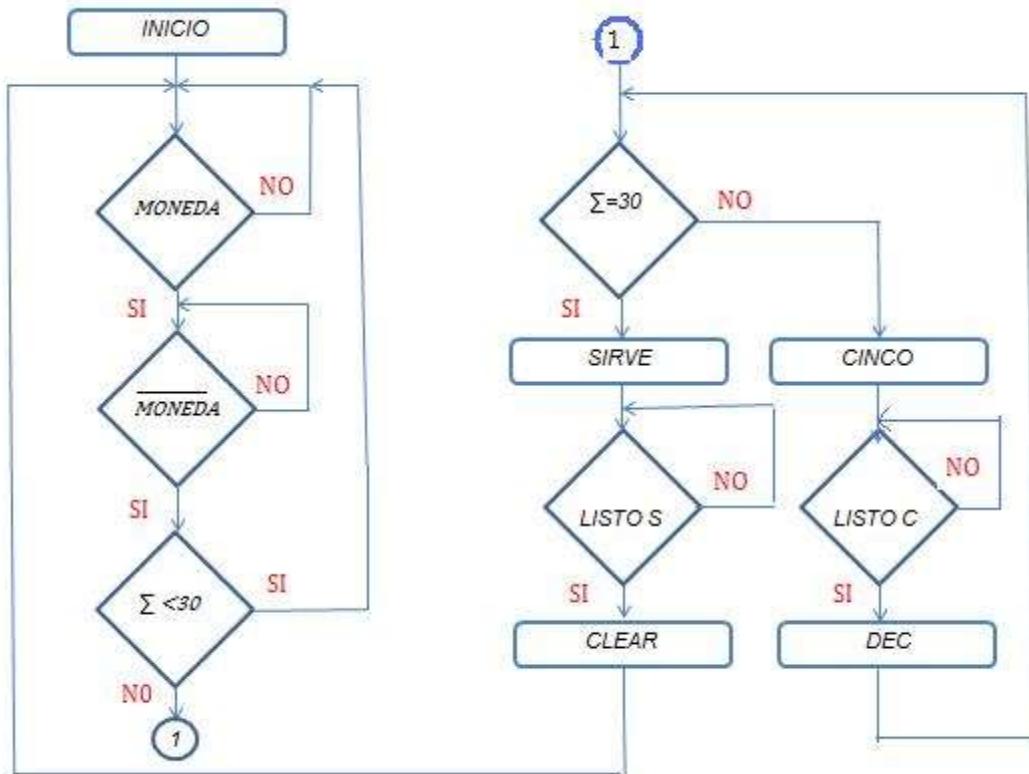 INICIO
MONEDA
NO
SI
MONEDA
NO
SI
∑ <30
SI
N0
1
1
∑=30
NO
SI
SIRVE
CINCO
LISTO S
NO
LISTO C
NO
SI
SI
CLEAR
DEC